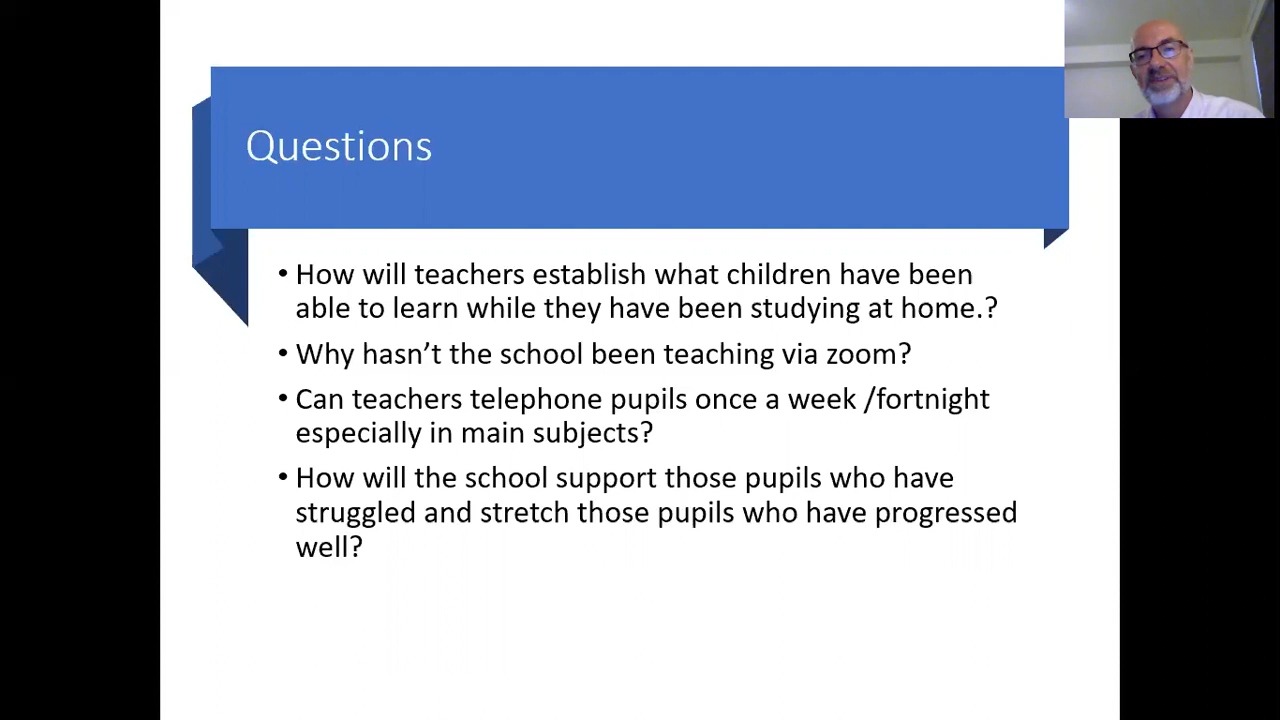 Questions
• How will teachers establish what children have been
able to learn while they have been studying at home.?
• Why hasn’t the school been teaching via zoom?
• Can teachers telephone pupils once a week /fortnight
especially in main subjects?
• How will the school support those pupils who have
struggled and stretch those pupils who have progressed
well?